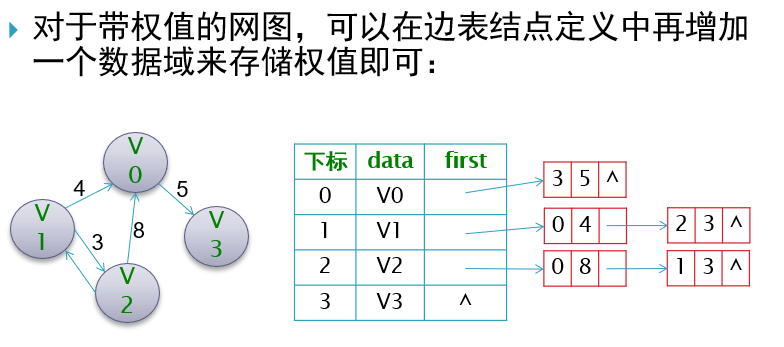 对于带权值的网图，可以在边表结点定义中再增加
一个数据域来存储权值即可：
V
0
4
5
V
1
V
3
3
8
V
2
下标 data first
0 V0
3 5 ^
1 V1
0 4
2 3 ^
2 V2
0 8
1 3 ^
3 V3 ^